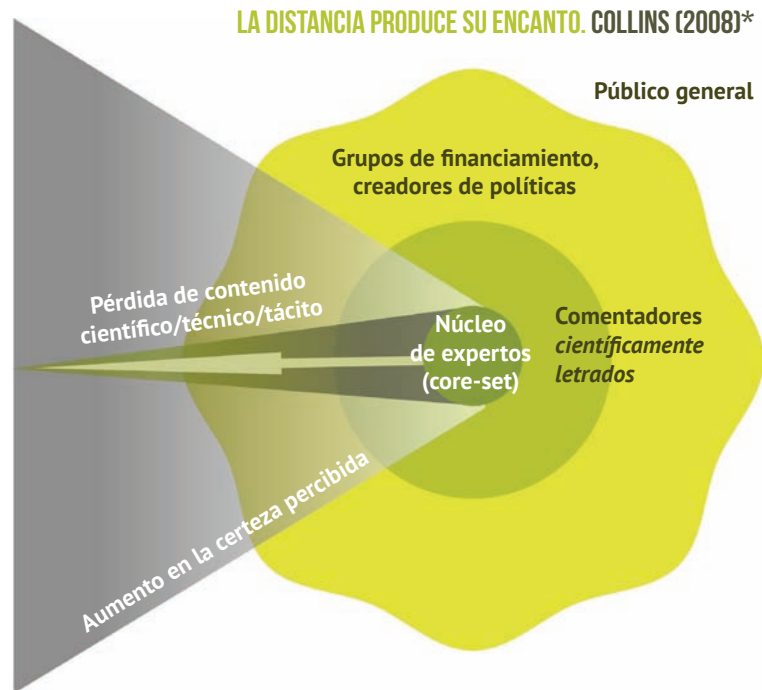 LA DISTANCIA PRODUCE SU ENCANTO. COLLINS (2008)*
Público general
Grupos de financiamiento,
creadores de políticas
Pérdida de contenido
científico/técnico/tácito
Núcleo
de expertos
(core-set)
Comentadores
científicamente
letrados
Aumento en la certeza percibida